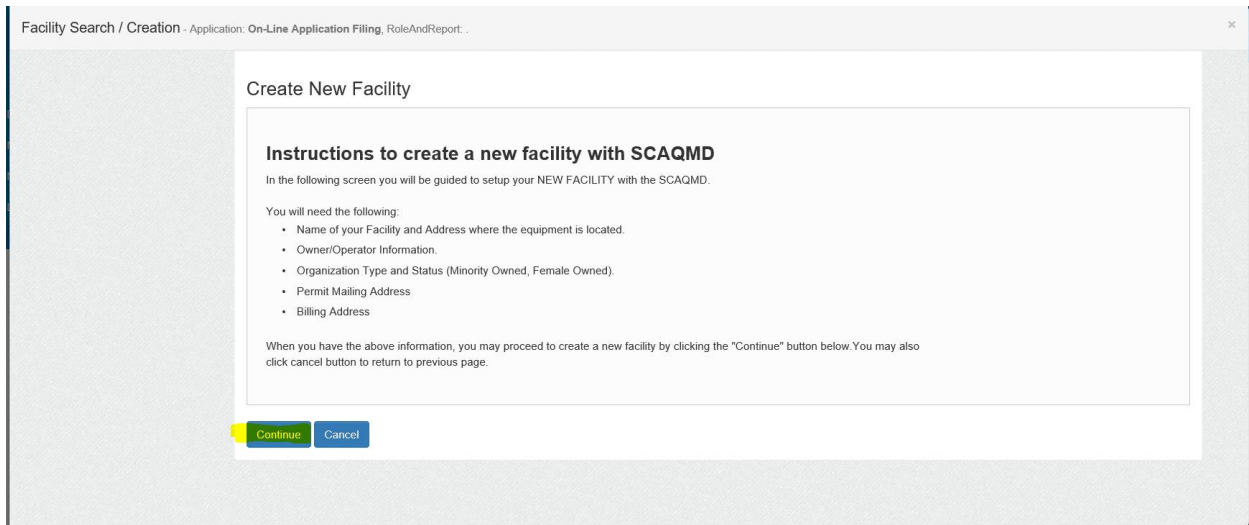 Facility Search / Creation - Application: On-Line Application Filing, RoleAndReport: .
×
Create New Facility
Instructions to create a new facility with SCAQMD
In the following screen you will be guided to setup your NEW FACILITY with the SCAQMD.
You will need the following:
• Name of your Facility and Address where the equipment is located.
• Owner/Operator Information.
• Organization Type and Status (Minority Owned, Female Owned).
• Permit Mailing Address
• Billing Address
When you have the above information, you may proceed to create a new facility by clicking the "Continue" button below.You may also
click cancel button to return to previous page.
Continue Cancel